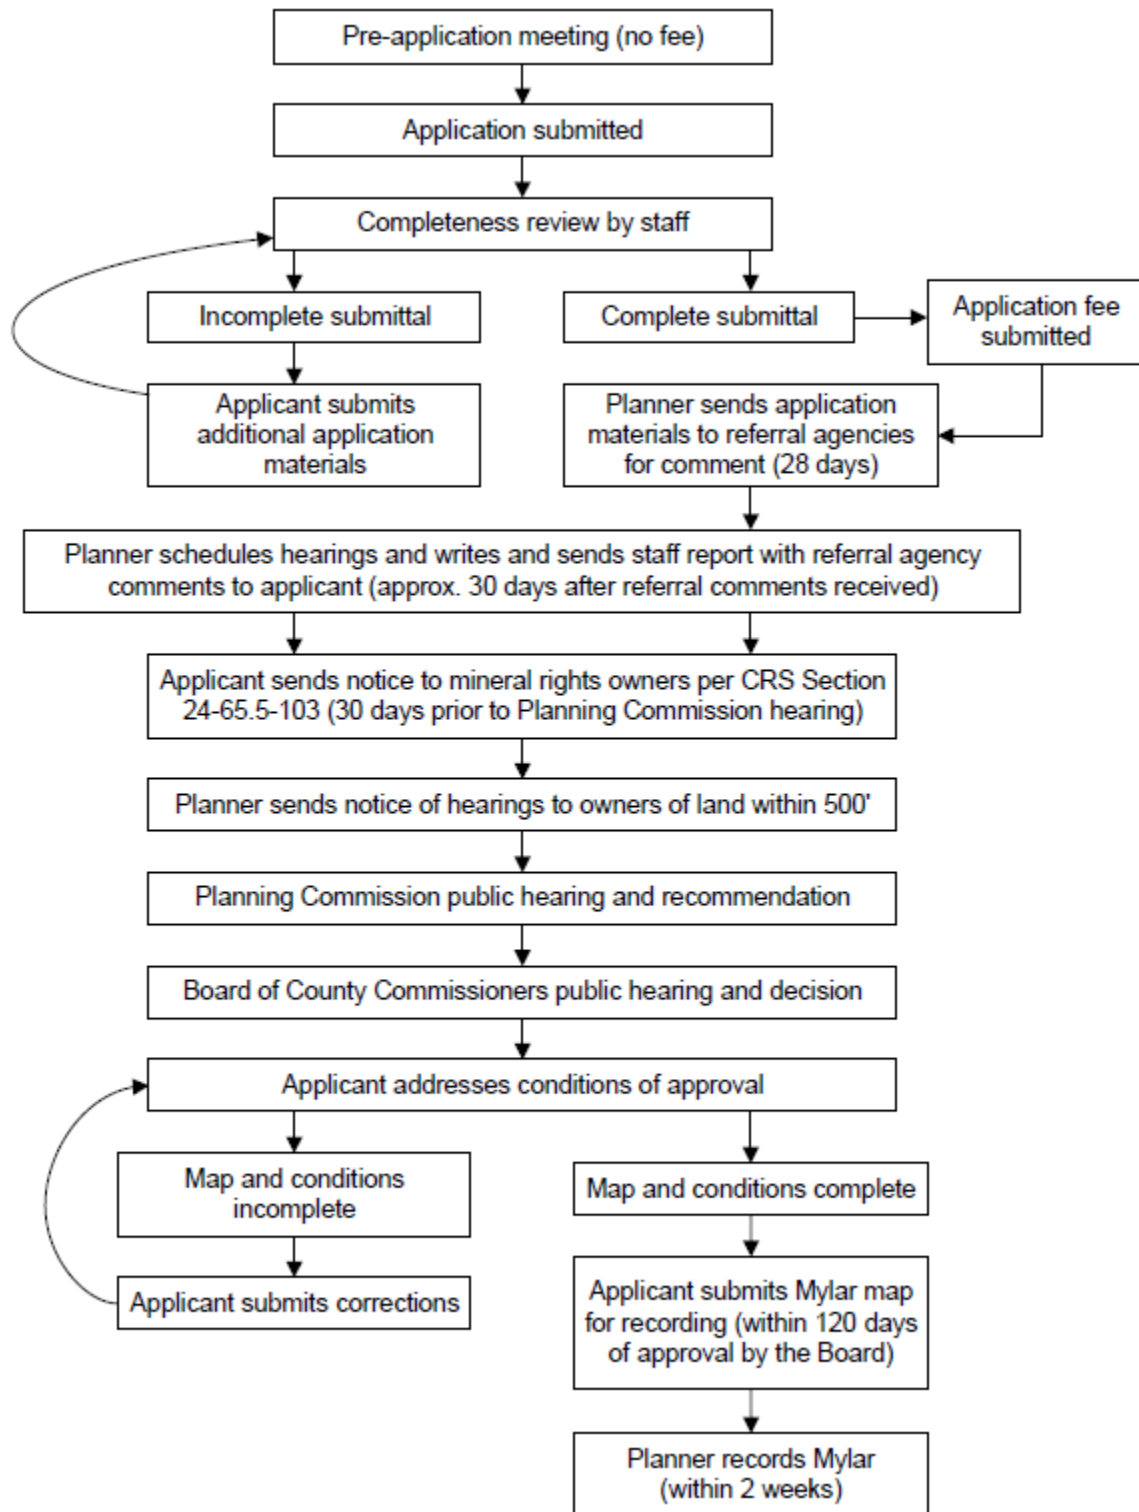 Pre-application meeting (no fee)
Application submitted
Completeness review by staff
Incomplete submittal
Complete submittal
Application fee
submitted
Applicant submits
additional application
materials
Planner sends application
materials to referral agencies
for comment (28 days)
Planner schedules hearings and writes and sends staff report with referral agency
comments to applicant (approx. 30 days after referral comments received)
Applicant sends notice to mineral rights owners per CRS Section
24-65.5-103 (30 days prior to Planning Commission hearing)
Planner sends notice of hearings to owners of land within 500'
Planning Commission public hearing and recommendation
Board of County Commissioners public hearing and decision
Applicant addresses conditions of approval
Map and conditions
incomplete
Applicant submits corrections
Map and conditions complete
Applicant submits Mylar map
for recording (within 120 days
of approval by the Board)
Planner records Mylar
(within 2 weeks)